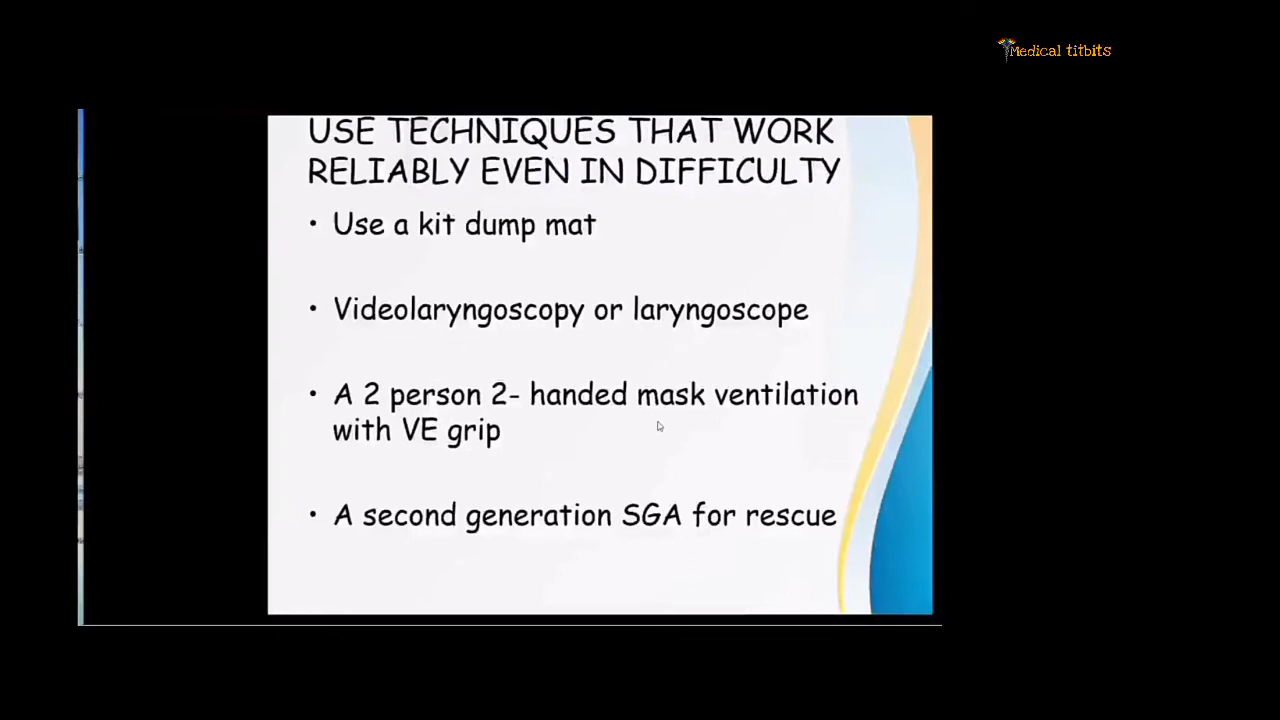 Medical titbits
USE TECHNIQUES THAT WORK
RELIABLY EVEN IN DIFFICULTY
• Use a kit dump mat
• Videolaryngoscopy or laryngoscope
• A 2 person 2- handed mask ventilation
with VE grip
• A second generation SGA for rescue